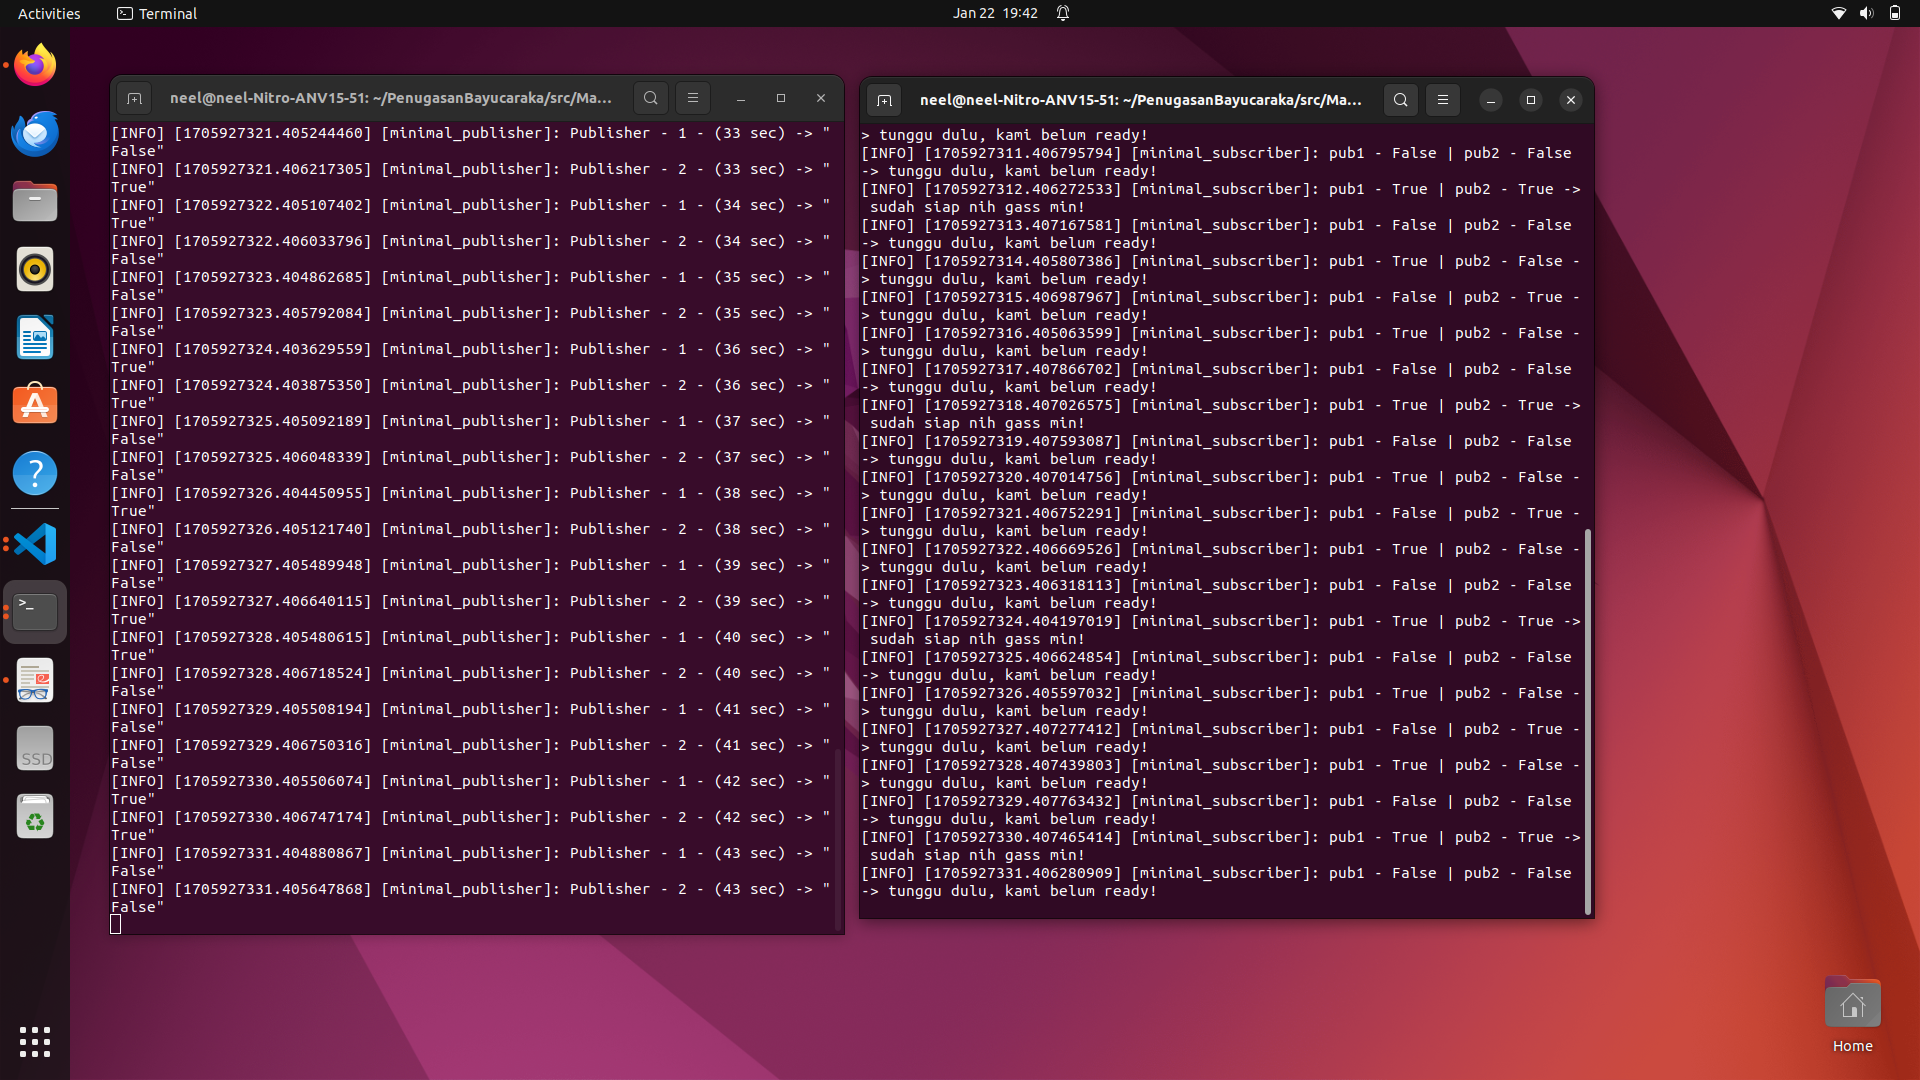 Activities
Terminal
Jan 22 19:42
neel@neel-Nitro-ANV15-51: ~/PenugasanBayucaraka/src/Ma...
[INFO] [1705927321.405244460] [minimal_publisher]: Publisher - 1 - (33 sec) -> "
False"
[INFO] [1705927321.406217305] [minimal_publisher]: Publisher - 2 - (33 sec) -> "
True"
[INFO] [1705927322.405107402] [minimal_publisher]: Publisher - 1 - (34 sec) -> "
True"
[INFO] [1705927322.406033796] [minimal_publisher]: Publisher - 2 - (34 sec) -> "
False"
[INFO] [1705927323.404862685] [minimal_publisher]: Publisher - 1 - (35 sec) -> "
False"
[INFO] [1705927323.405792084] [minimal_publisher]: Publisher - 2 - (35 sec) -> "
False"
[INFO] [1705927324.403629559] [minimal_publisher]: Publisher - 1 - (36 sec) -> "
True"
[INFO] [1705927324.403875350] [minimal_publisher]: Publisher - 2 - (36 sec) -> "
True"
[INFO] [1705927325.405092189] [minimal_publisher]: Publisher - 1 - (37 sec) -> "
False"
[INFO] [1705927325.406048339] [minimal_publisher]: Publisher - 2 - (37 sec) -> "
False"
[INFO] [1705927326.404450955] [minimal_publisher]: Publisher - 1 - (38 sec) -> "
True"
[INFO] [1705927326.405121740] [minimal_publisher]: Publisher - 2 - (38 sec) -> "
False"
[INFO] [1705927327.405489948] [minimal_publisher]: Publisher - 1 - (39 sec) -> "
False"
[INFO] [1705927327.406640115] [minimal_publisher]: Publisher - 2 - (39 sec) -> "
True"
[INFO] [1705927328.405480615] [minimal_publisher]: Publisher - 1 - (40 sec) -> "
True"
[INFO] [1705927328.406718524] [minimal_publisher]: Publisher - 2 - (40 sec) -> "
False"
[INFO] [1705927329.405508194] [minimal_publisher]: Publisher - 1 - (41 sec) -> "
False"
[INFO] [1705927329.406750316] [minimal_publisher]: Publisher - 2 - (41 sec) -> "
False"
[INFO] [1705927330.405506074] [minimal_publisher]: Publisher - 1 - (42 sec) -> "
True"
[INFO] [1705927330.406747174] [minimal_publisher]: Publisher - 2 - (42 sec) -> "
True"
[INFO] [1705927331.404880867] [minimal_publisher]: Publisher - 1 - (43 sec) -> "
False"
[INFO] [1705927331.405647868] [minimal_publisher]: Publisher - 2 - (43 sec) -> "
False"
neel@neel-Nitro-ANV15-51: ~/PenugasanBayucaraka/src/Ma...
> tunggu dulu, kami belum ready!
[INFO] [1705927311.406795794] [minimal_subscriber]: pub1 - False | pub2 - False
-> tunggu dulu, kami belum ready!
[INFO] [1705927312.406272533] [minimal_subscriber]: pub1 - True | pub2 - True ->
sudah siap nih gass min!
[INFO] [1705927313.407167581] [minimal_subscriber]: pub1 - False | pub2 - False
-> tunggu dulu, kami belum ready!
[INFO] [1705927314.405807386] [minimal_subscriber]: pub1 - True | pub2 - False -
> tunggu dulu, kami belum ready!
[INFO] [1705927315.406987967] [minimal_subscriber]: pub1 - False | pub2 - True -
> tunggu dulu, kami belum ready!
[INFO] [1705927316.405063599] [minimal_subscriber]: pub1 - True | pub2 - False -
> tunggu dulu, kami belum ready!
[INFO] [1705927317.407866702] [minimal_subscriber]: pub1 - False | pub2 - False
-> tunggu dulu, kami belum ready!
[INFO] [1705927318.407026575] [minimal_subscriber]: pub1 - True | pub2 - True ->
sudah siap nih gass min!
[INFO] [1705927319.407593087] [minimal_subscriber]: pub1 - False | pub2 - False
-> tunggu dulu, kami belum ready!
[INFO] [1705927320.407014756] [minimal_subscriber]: pub1 - True | pub2 - False -
> tunggu dulu, kami belum ready!
[INFO] [1705927321.406752291] [minimal_subscriber]: pub1 - False | pub2 - True -
> tunggu dulu, kami belum ready!
[INFO] [1705927322.406669526] [minimal_subscriber]: pub1 - True | pub2 - False -
> tunggu dulu, kami belum ready!
[INFO] [1705927323.406318113] [minimal_subscriber]: pub1 - False | pub2 - False
-> tunggu dulu, kami belum ready!
[INFO] [1705927324.404197019] [minimal_subscriber]: pub1 - True | pub2 - True ->
sudah siap nih gass min!
[INFO] [1705927325.406624854] [minimal_subscriber]: pub1 - False | pub2 - False
-> tunggu dulu, kami belum ready!
[INFO] [1705927326.405597032] [minimal_subscriber]: pub1 - True | pub2 - False -
> tunggu dulu, kami belum ready!
[INFO] [1705927327.407277412] [minimal_subscriber]: pub1 - False | pub2 - True -
> tunggu dulu, kami belum ready!
[INFO] [1705927328.407439803] [minimal_subscriber]: pub1 - True | pub2 - False -
> tunggu dulu, kami belum ready!
[INFO] [1705927329.407763432] [minimal_subscriber]: pub1 - False | pub2 - False
-> tunggu dulu, kami belum ready!
[INFO] [1705927330.407465414] [minimal_subscriber]: pub1 - True | pub2 - True ->
sudah siap nih gass min!
[INFO] [1705927331.406280909] [minimal_subscriber]: pub1 - False | pub2 - False
-> tunggu dulu, kami belum ready!
SSD
Home